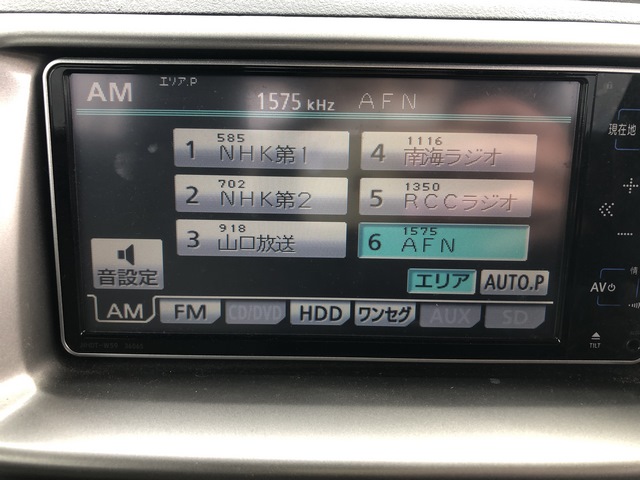 AM エリア.P
1575 kHz AFN
1 585 NHK第1
4 1116 南海ラジオ
2 702 NHK第2
5 1350 RCCラジオ
3 918 山口放送
6 1575 AFN
音設定
エリア AUTO.P
AM FM CD/DVD HDD ワンセグ AUX SD
現在地
AV
TILT